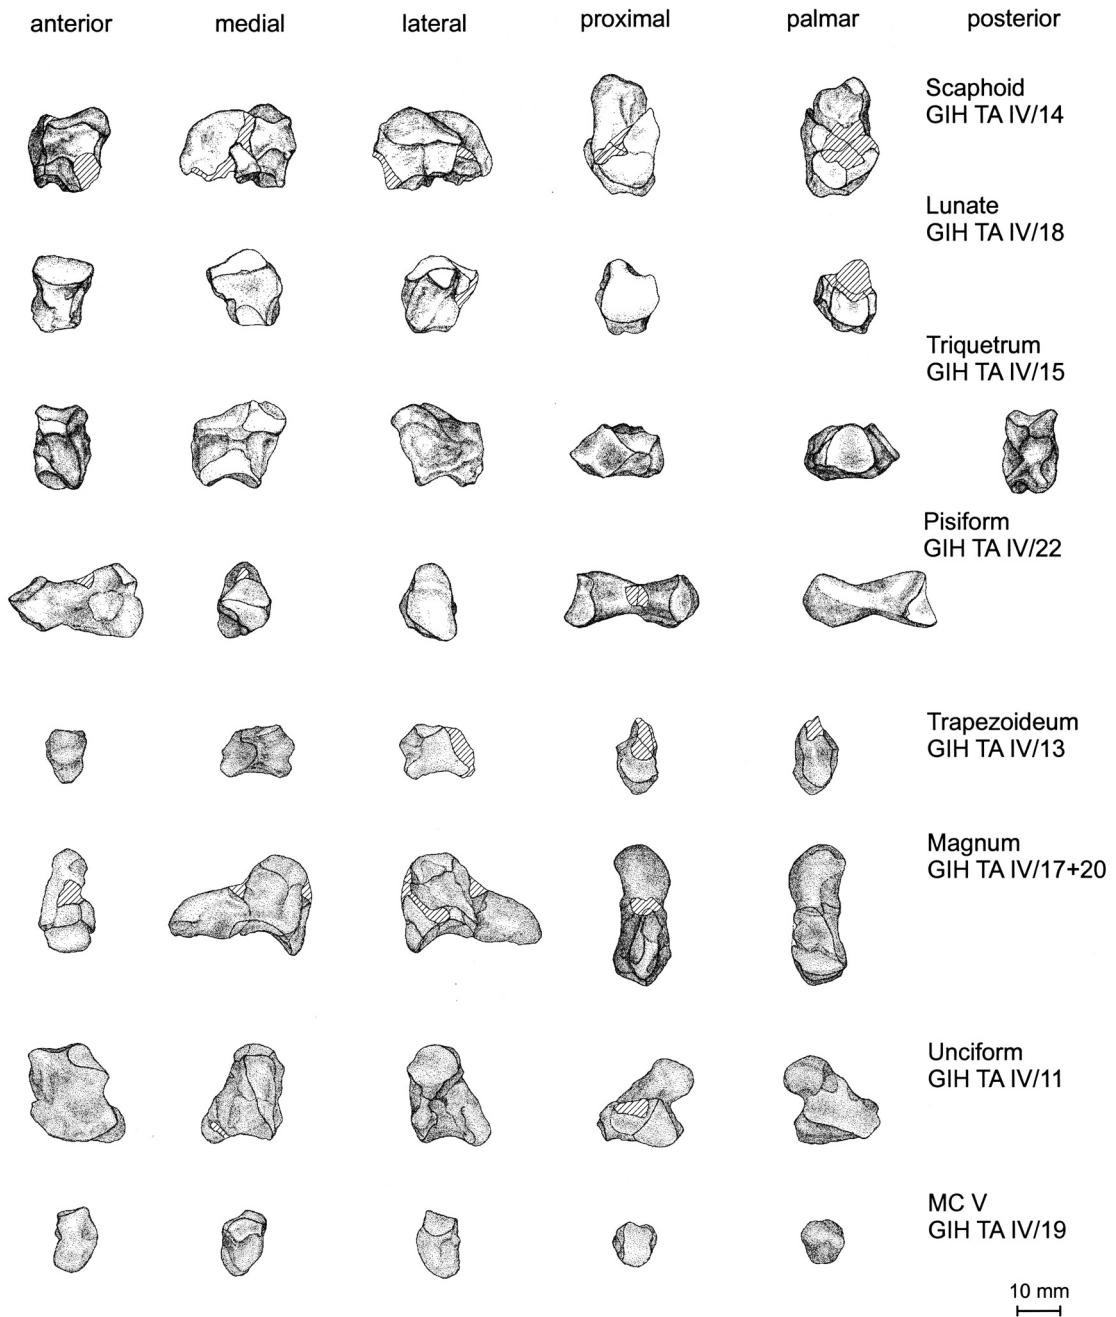 anterior medial lateral proximal palmar posterior
Scaphoid
GIH TA IV/14
Lunate
GIH TA IV/18
Triquetrum
GIH TA IV/15
Pisiform
GIH TA IV/22
Trapezoideum
GIH TA IV/13
Magnum
GIH TA IV/17+20
Unciform
GIH TA IV/11
MC V
GIH TA IV/19
10 mm